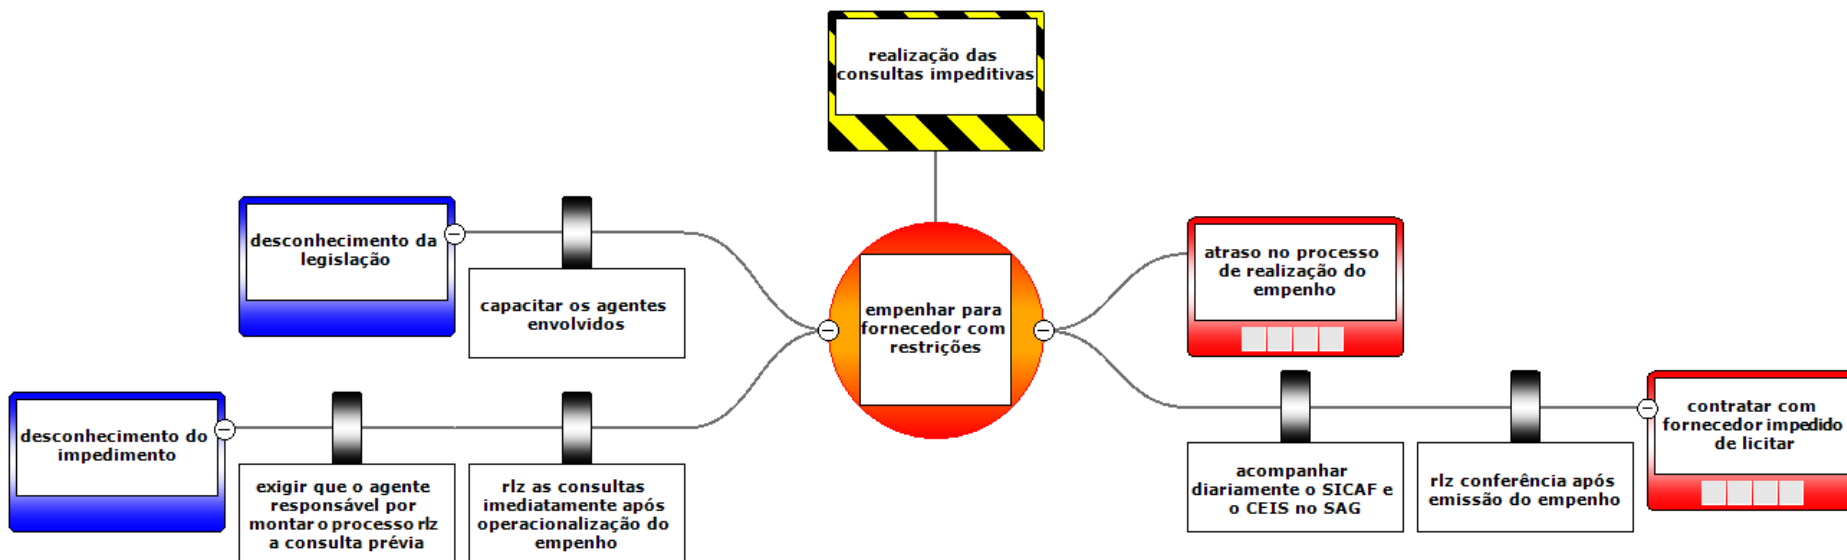 realização das
consultas impeditivas
desconhecimento da
legislação
capacitar os agentes
envolvidos
desconhecimento do
impedimento
exigir que o agente
responsável por
montar o processo rlz
a consulta prévia
rlz as consultas
imediatamente após
operacionalização do
empenho
empenhar para
fornecedor com
restrições
atraso no processo
de realização do
empenho
acompanhar
diariamente o SICAF e
o CEIS no SAG
rlz conferência após
emissão do empenho
contratar com
fornecedor impedido
de licitar